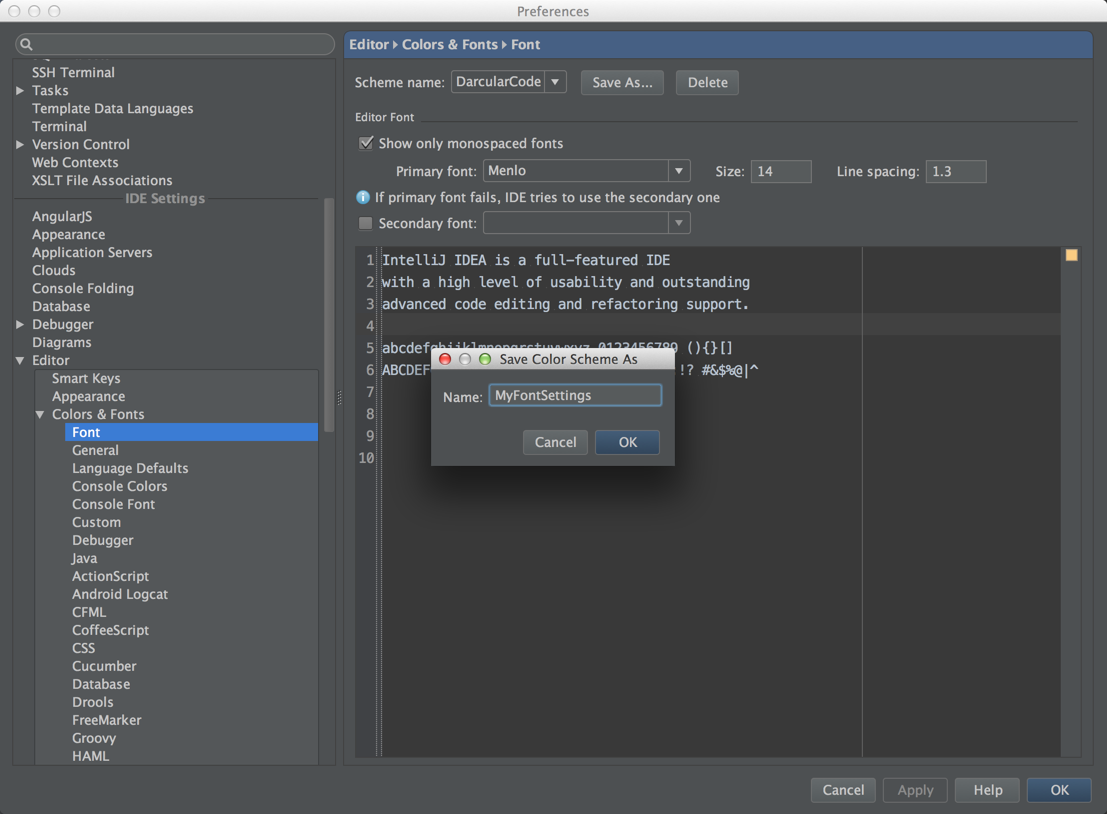 Preferences
SSH Terminal
Tasks
Template Data Languages
Terminal
Version Control
Web Contexts
XSLT File Associations
IDE Settings
AngularJS
Appearance
Application Servers
Clouds
Console Folding
Database
Debugger
Diagrams
Editor
Smart Keys
Appearance
Colors & Fonts
Font
General
Language Defaults
Console Colors
Console Font
Custom
Debugger
Java
ActionScript
Android Logcat
CFML
CoffeeScript
CSS
Cucumber
Database
Drools
FreeMarker
Groovy
HAML
Editor ▸ Colors & Fonts ▸ Font
Scheme name: DarcularCode Save As... Delete
Editor Font
Show only monospaced fonts
Primary font: Menlo Size: 14 Line spacing: 1.3
If primary font fails, IDE tries to use the secondary one
Secondary font:
1 IntelliJ IDEA is a full-featured IDE
2 with a high level of usability and outstanding
3 advanced code editing and refactoring support.
4
5 abcdefghijklmnopqrstuvwxyz 0123456789 (){}[]
6 ABCDEF !? #&$%@|^
7
8
9
10
Save Color Scheme As
Name: MyFontSettings
Cancel OK
Cancel Apply Help OK